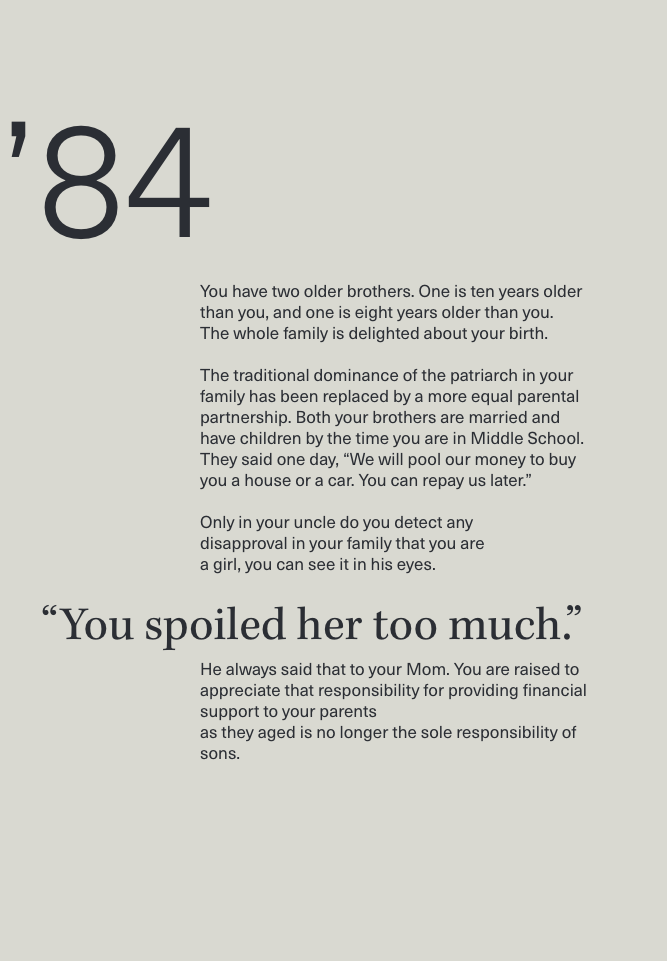 ’84
You have two older brothers. One is ten years older
than you, and one is eight years older than you.
The whole family is delighted about your birth.
The traditional dominance of the patriarch in your
family has been replaced by a more equal parental
partnership. Both your brothers are married and
have children by the time you are in Middle School.
They said one day, “We will pool our money to buy
you a house or a car. You can repay us later.”
Only in your uncle do you detect any
disapproval in your family that you are
a girl, you can see it in his eyes.
“You spoiled her too much.”
He always said that to your Mom. You are raised to
appreciate that responsibility for providing financial
support to your parents
as they aged is no longer the sole responsibility of
sons.